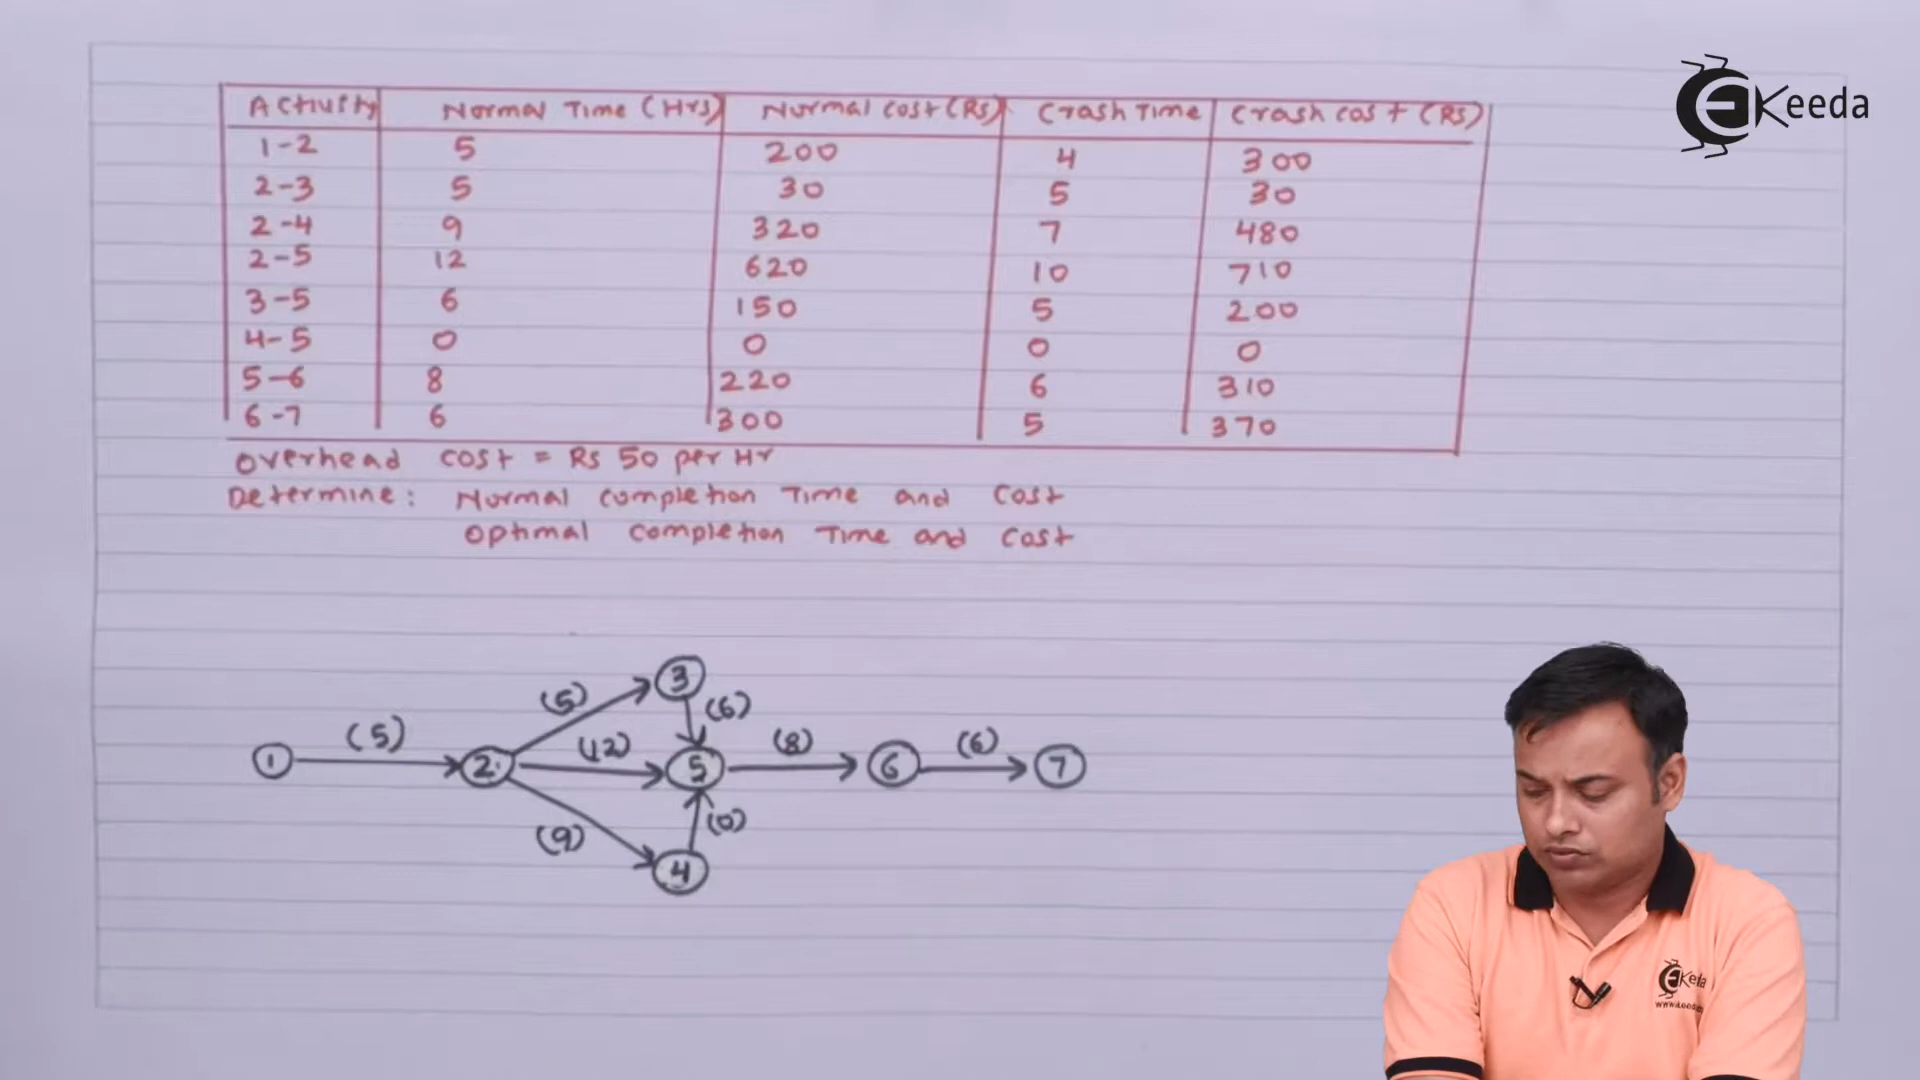 EKeeda
Activity Normal Time (Hrs) Normal Cost (Rs) Crash Time Crash Cost (Rs)
1-2 5 200 4 300
2-3 5 30 5 30
2-4 9 320 7 480
2-5 12 620 10 710
3-5 6 150 5 200
4-5 0 0 0 0
5-6 8 220 6 310
6-7 6 300 5 370
Overhead cost = Rs 50 per Hr
Determine: Normal completion Time and Cost
Optimal completion Time and Cost
3
(5) (6)
(5) (12) (8) (6)
1 2 5 6 7
(9) (0)
4
EKeeda